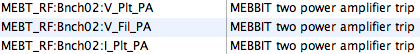 MEBT_RF:Bnch02:V_Plt_PA MEBBIT two power amplifier trip
MEBT_RF:Bnch02:V_Fil_PA MEBBIT two power amplifier trip
MEBT_RF:Bnch02:I_Plt_PA MEBBIT two power amplifier trip